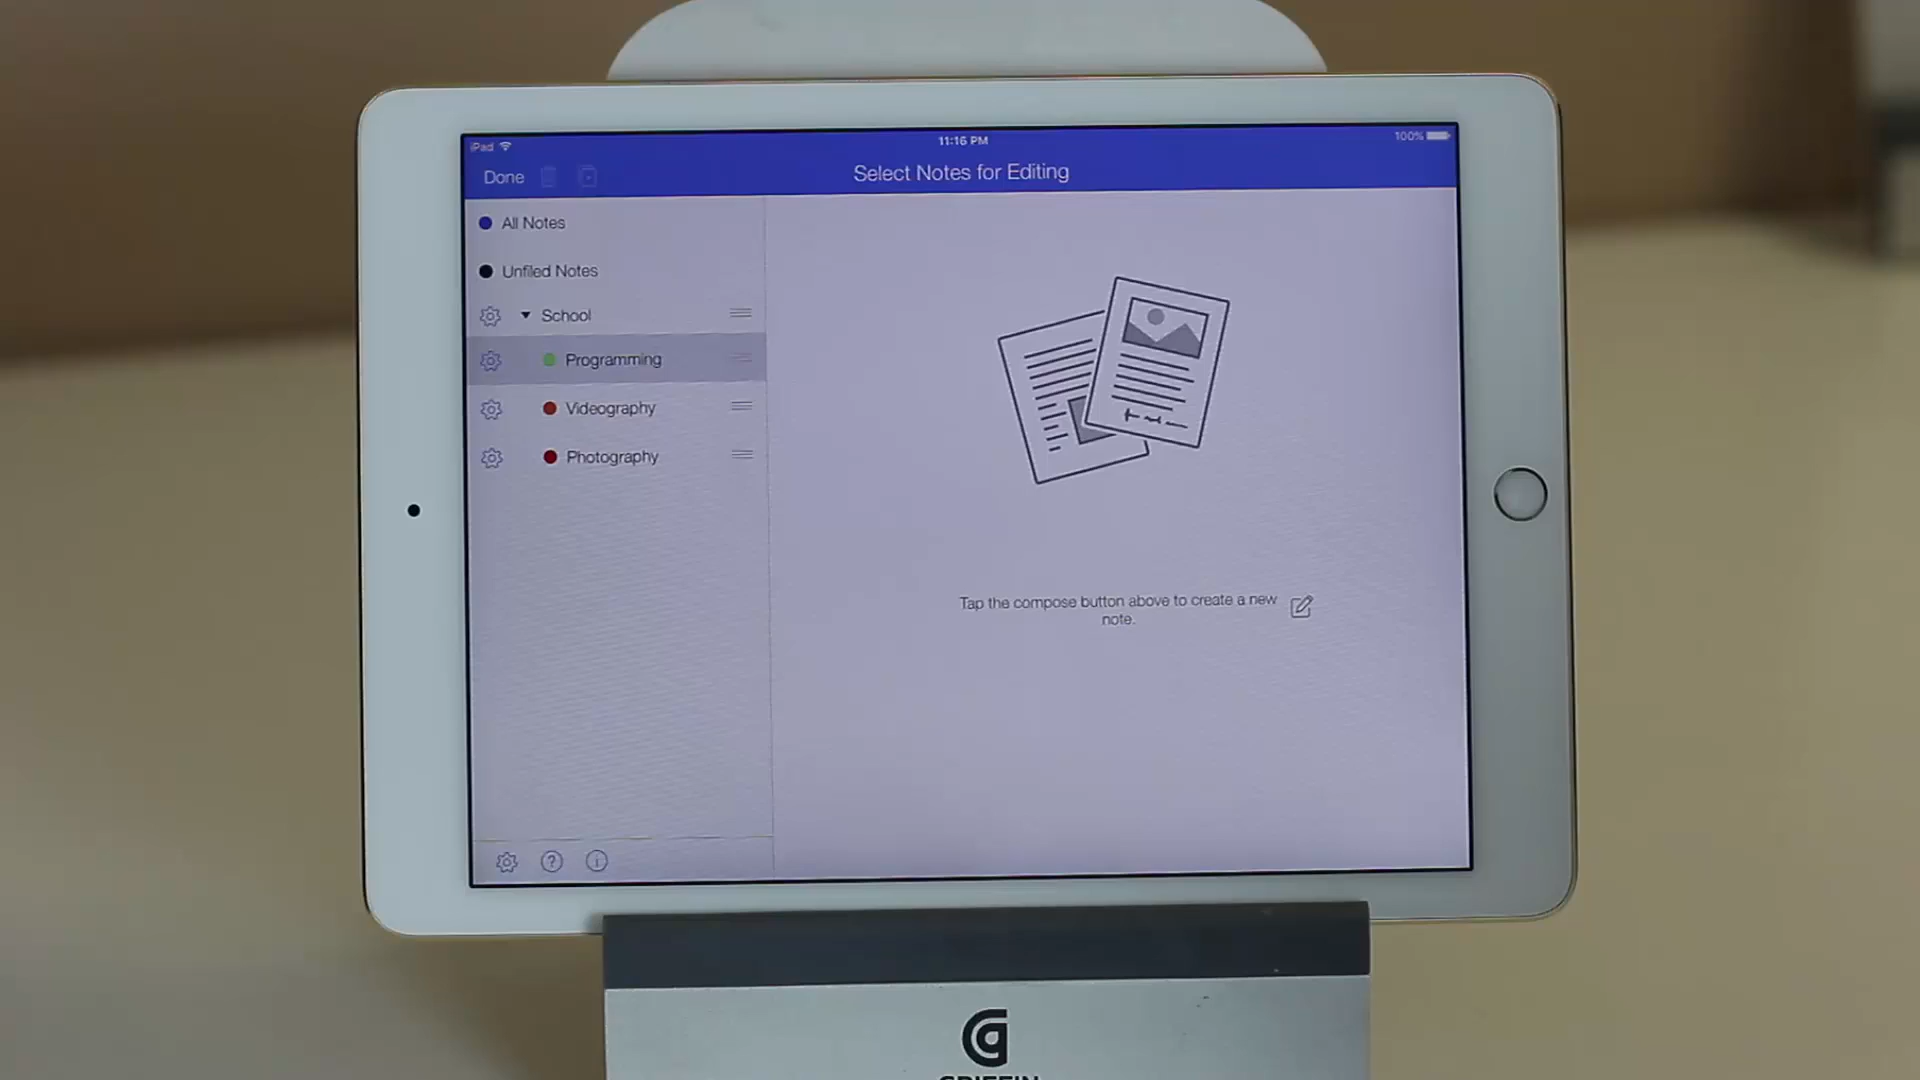 iPad
11:16 PM
100%
Done
Select Notes for Editing
All Notes
Unfiled Notes
School
Programming
Videography
Photography
Tap the compose button above to create a new
note.
GRIFFIN